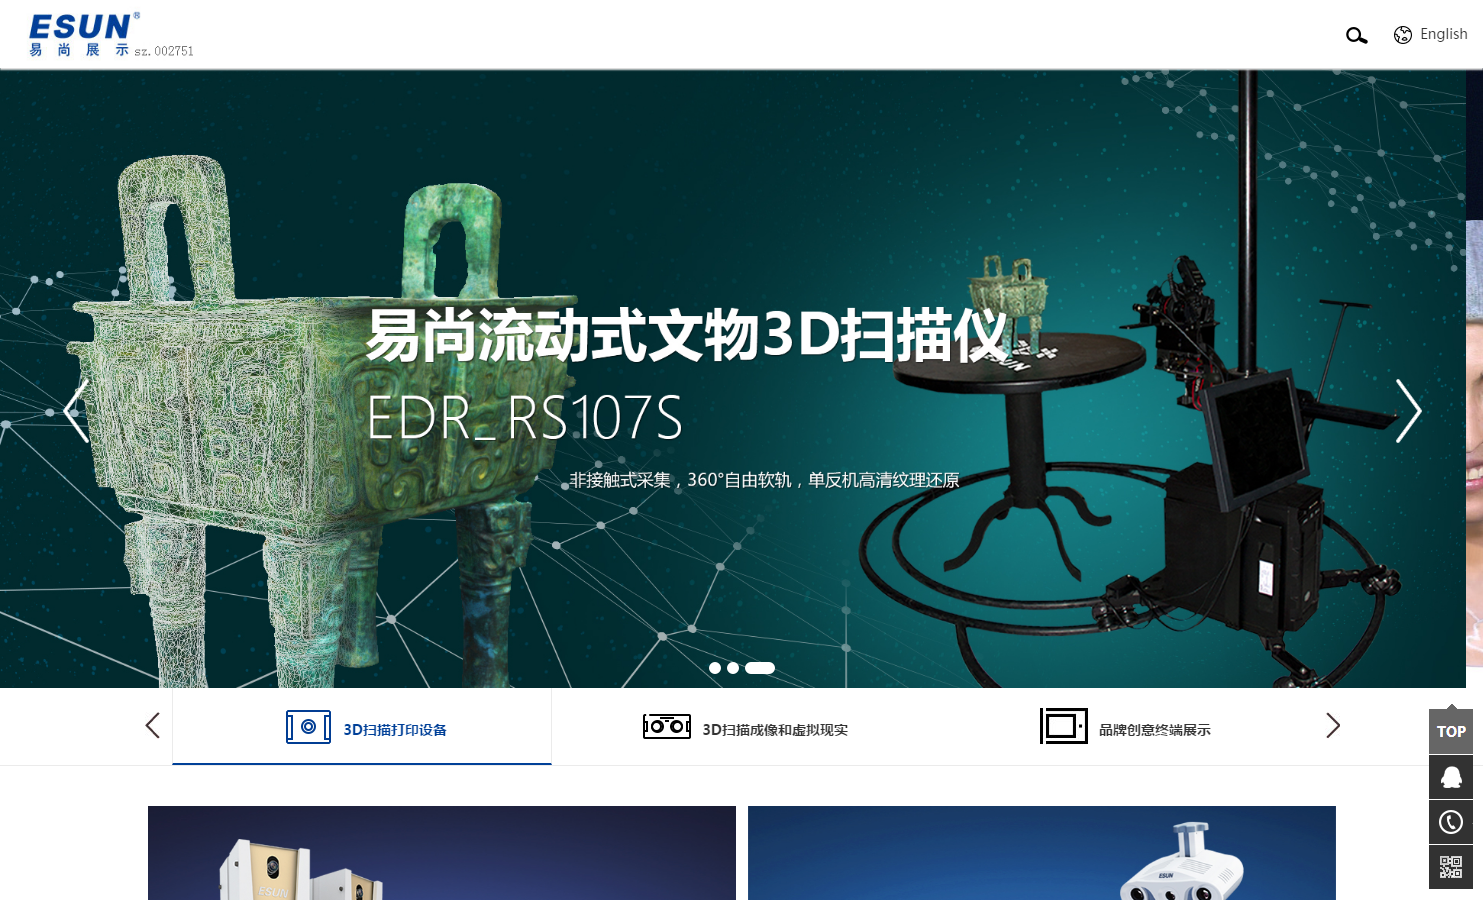 ESUN®
易尚展示 sz.002751
English
易尚流动式文物3D扫描仪
EDR_RS107S
非接触式采集，360°自由软轨，单反机高清纹理还原
3D扫描打印设备
3D扫描成像和虚拟现实
品牌创意终端展示
TOP
ESUN
ESUN